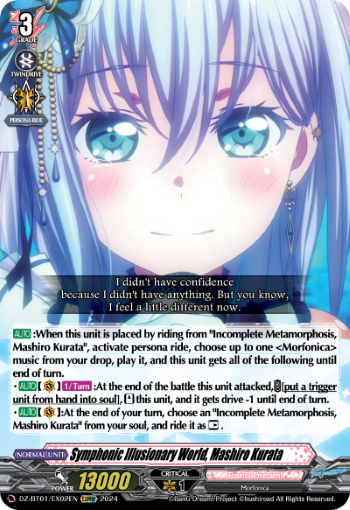 3
GRADE
TWINDRIVE
PERSONA RIDE
I didn't have confidence
because I didn't have anything. But you know,
I feel a little different now.
AUTO :When this unit is placed by riding from "Incomplete Metamorphosis,
Mashiro Kurata", activate persona ride, choose up to one <Morfonica>
music from your drop, play it, and this unit gets all of the following until
end of turn.
・AUTO【】1/Turn :At the end of the battle this unit attacked, [put a trigger
unit from hand into soul], this unit, and it gets drive -1 until end of turn.
・AUTO【】:At the end of your turn, choose an "Incomplete Metamorphosis,
Mashiro Kurata" from your soul, and ride it as .
NORMAL UNIT Symphonic Illusionary World, Mashiro Kurata
POWER 13000 CRITICAL 1 BanG Dream!
Morfonica
DZ-BT01/EX02EN 2024 ©BanG Dream! Project ©bushiroad All Rights Reserved.